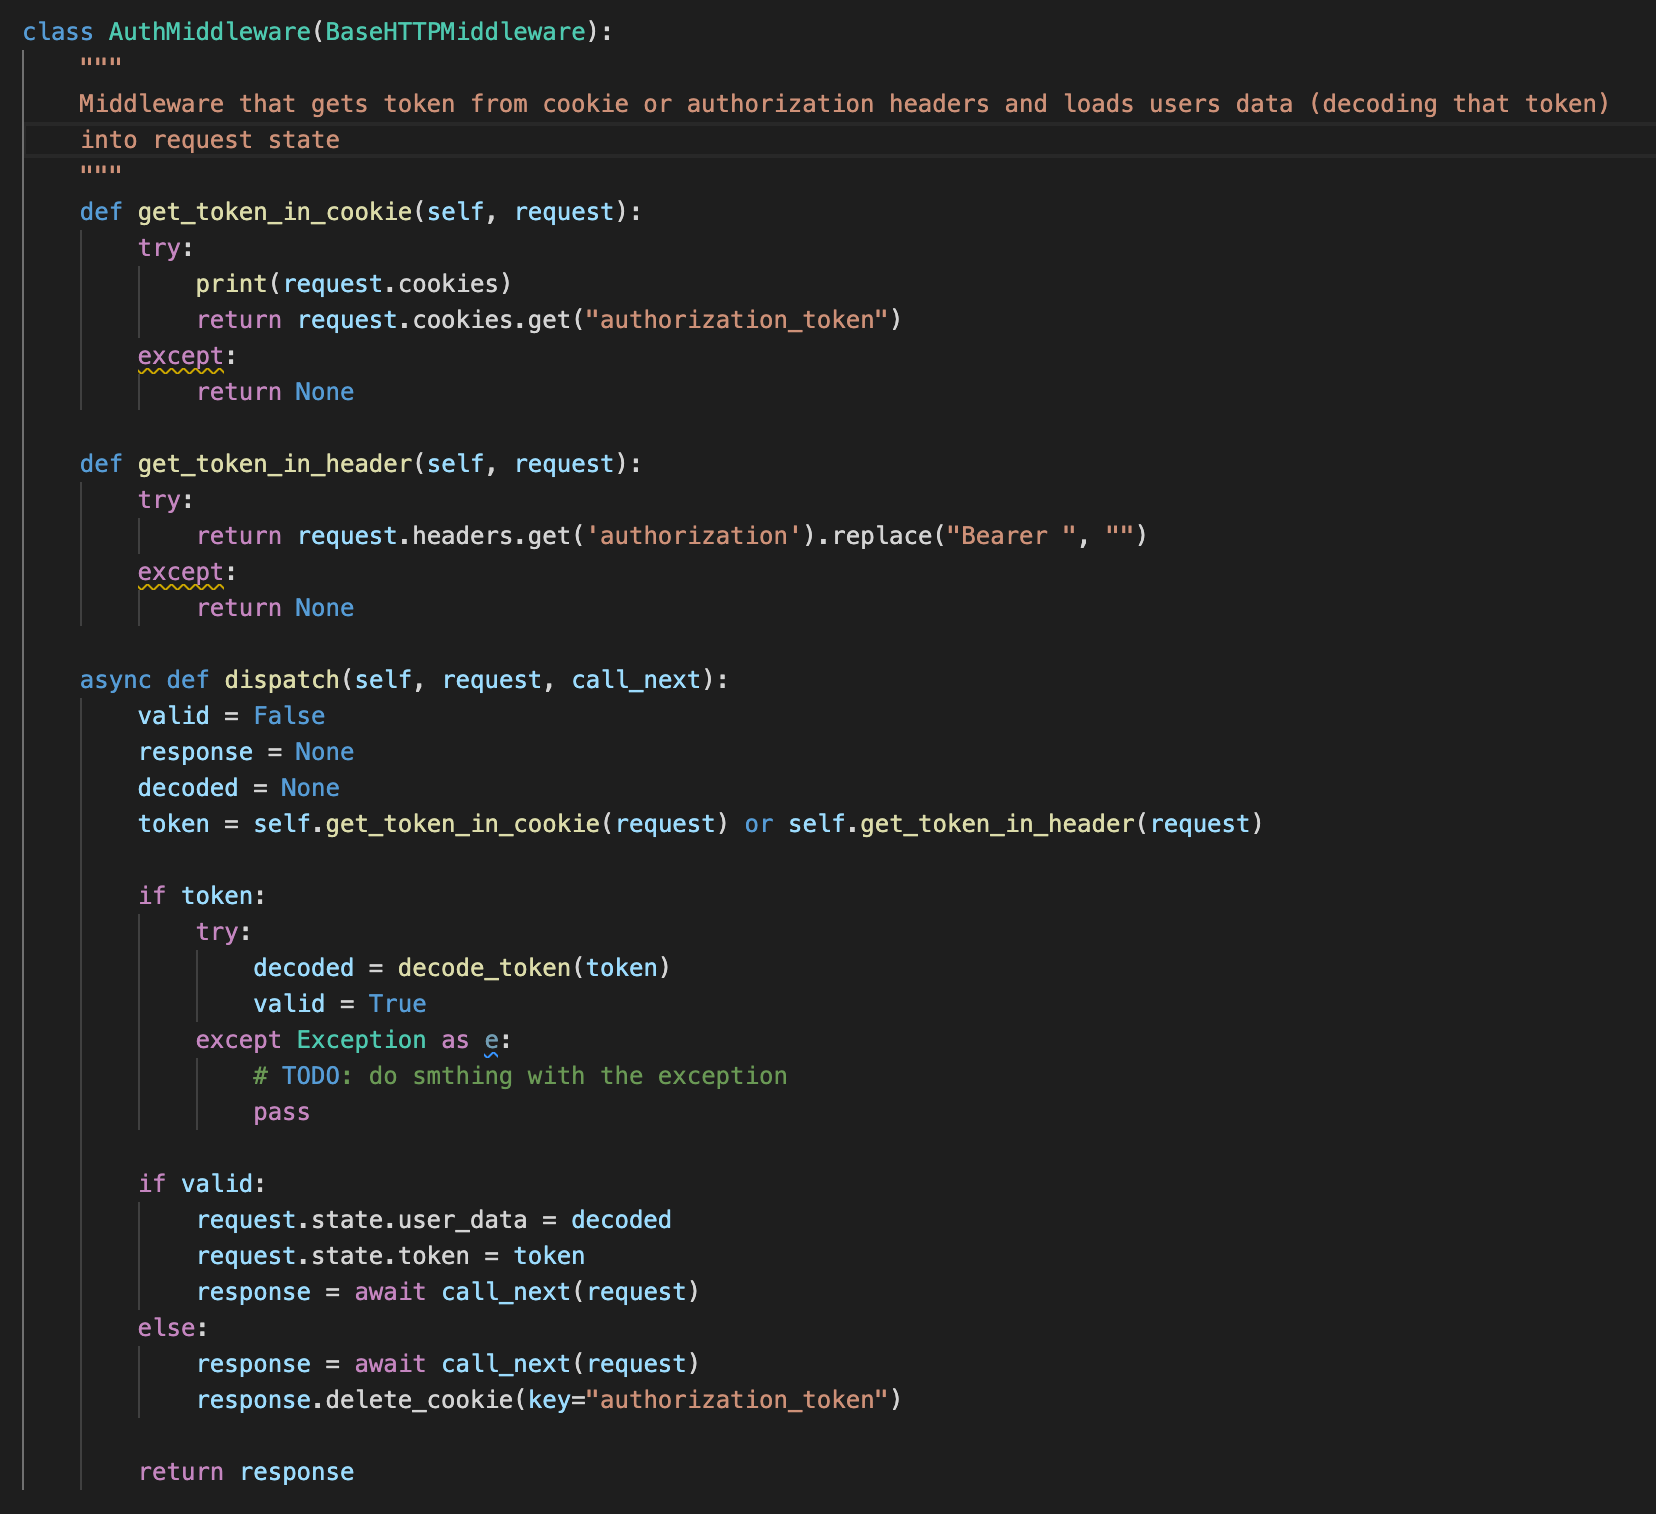 class AuthMiddleware(BaseHTTPMiddleware):
    """
    Middleware that gets token from cookie or authorization headers and loads users data (decoding that token)
    into request state
    """
    def get_token_in_cookie(self, request):
        try:
            print(request.cookies)
            return request.cookies.get("authorization_token")
        except:
            return None

    def get_token_in_header(self, request):
        try:
            return request.headers.get('authorization').replace("Bearer ", "")
        except:
            return None

    async def dispatch(self, request, call_next):
        valid = False
        response = None
        decoded = None
        token = self.get_token_in_cookie(request) or self.get_token_in_header(request)

        if token:
            try:
                decoded = decode_token(token)
                valid = True
            except Exception as e:
                # TODO: do smthing with the exception
                pass

        if valid:
            request.state.user_data = decoded
            request.state.token = token
            response = await call_next(request)
        else:
            response = await call_next(request)
            response.delete_cookie(key="authorization_token")

        return response